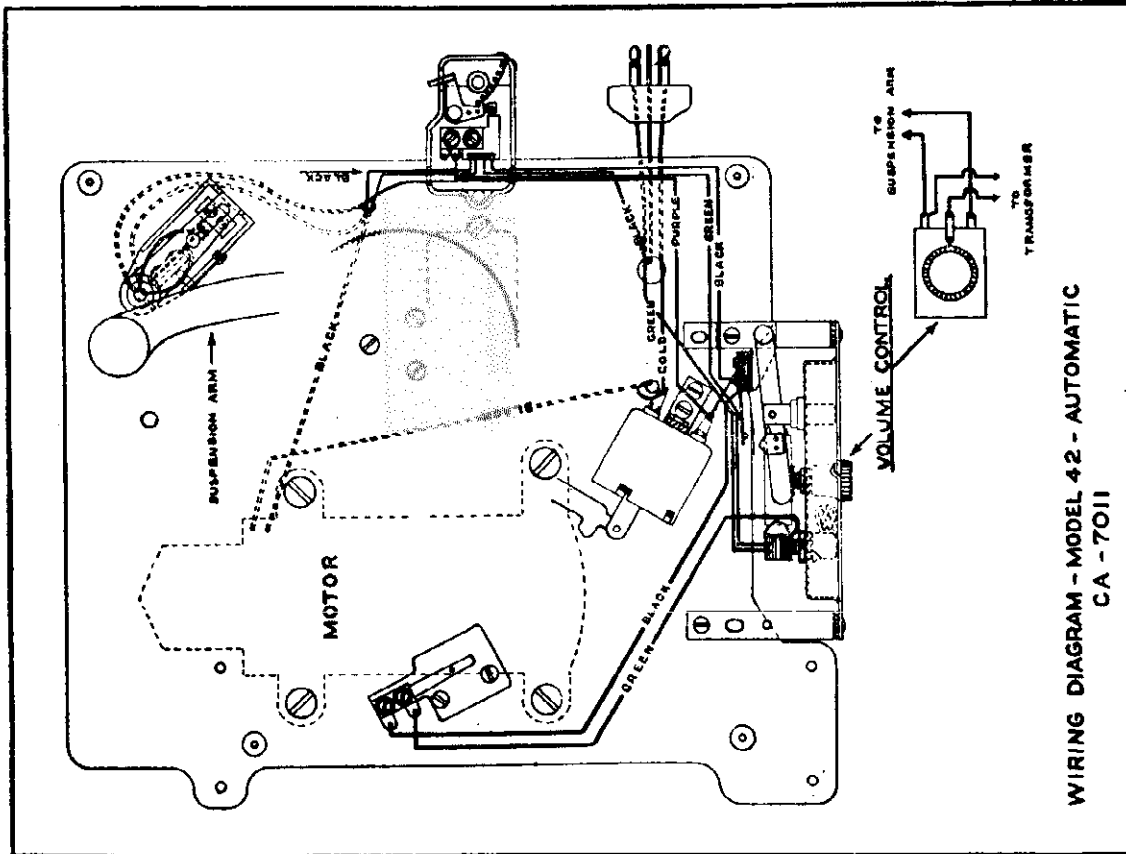 BLACK
TO
SUSPENSION ARM
TO
TRANSFORMER
BLACK
PURPLE
GREEN
BLACK
GREEN
COLD
BLACK
SUSPENSION ARM
VOLUME CONTROL
MOTOR
BLACK
GREEN
WIRING DIAGRAM - MODEL 42 - AUTOMATIC
CA - 7011